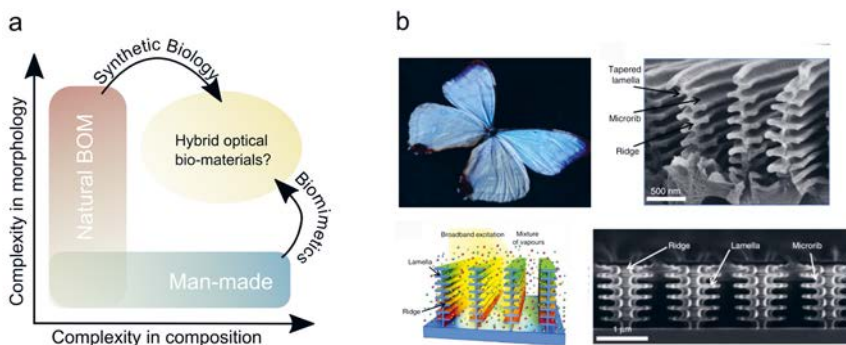 a
Complexity in morphology
Natural BOM
Synthetic Biology
Hybrid optical
bio-materials?
Biomimetics
Man-made
Complexity in composition
b
Tapered
lamella
Microrib
Ridge
500 nm
Broadband excitation
Mixture
of vapours
Lamella
Ridge
Ridge
Lamella
Microrib
1 µm